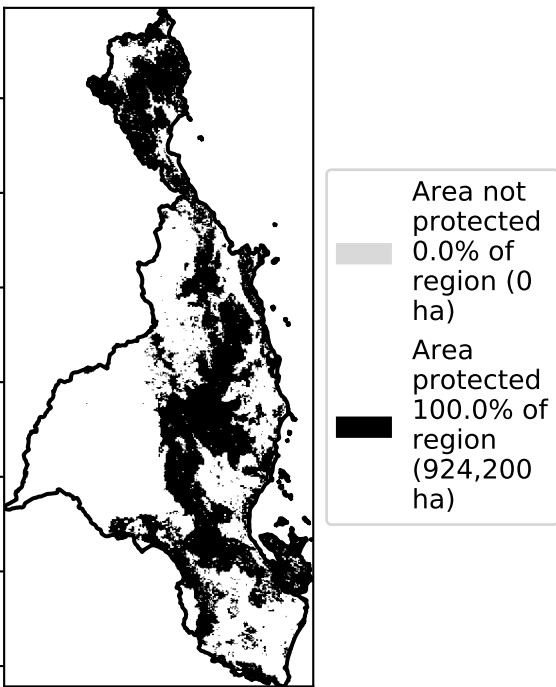 Area not
protected
0.0% of
region (0
ha)
Area
protected
100.0% of
region
(924,200
ha)